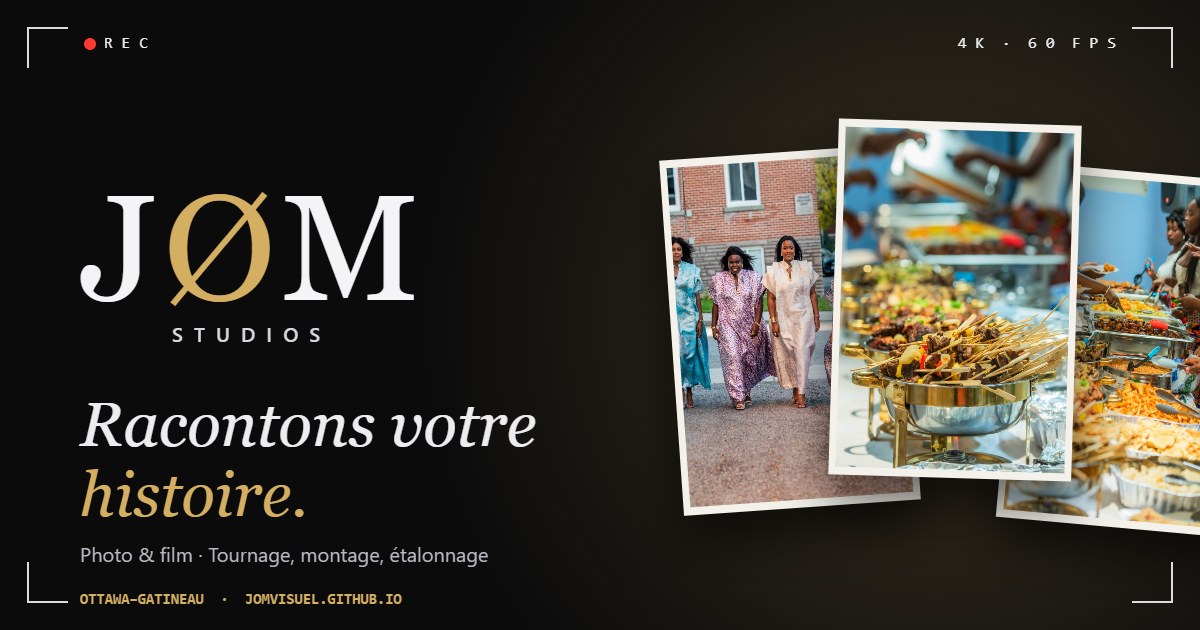 REC
4K · 60 FPS
JØM
STUDIOS
Racontons votre
histoire.
Photo & film · Tournage, montage, étalonnage
OTTAWA–GATINEAU · JOMVISUEL.GITHUB.IO